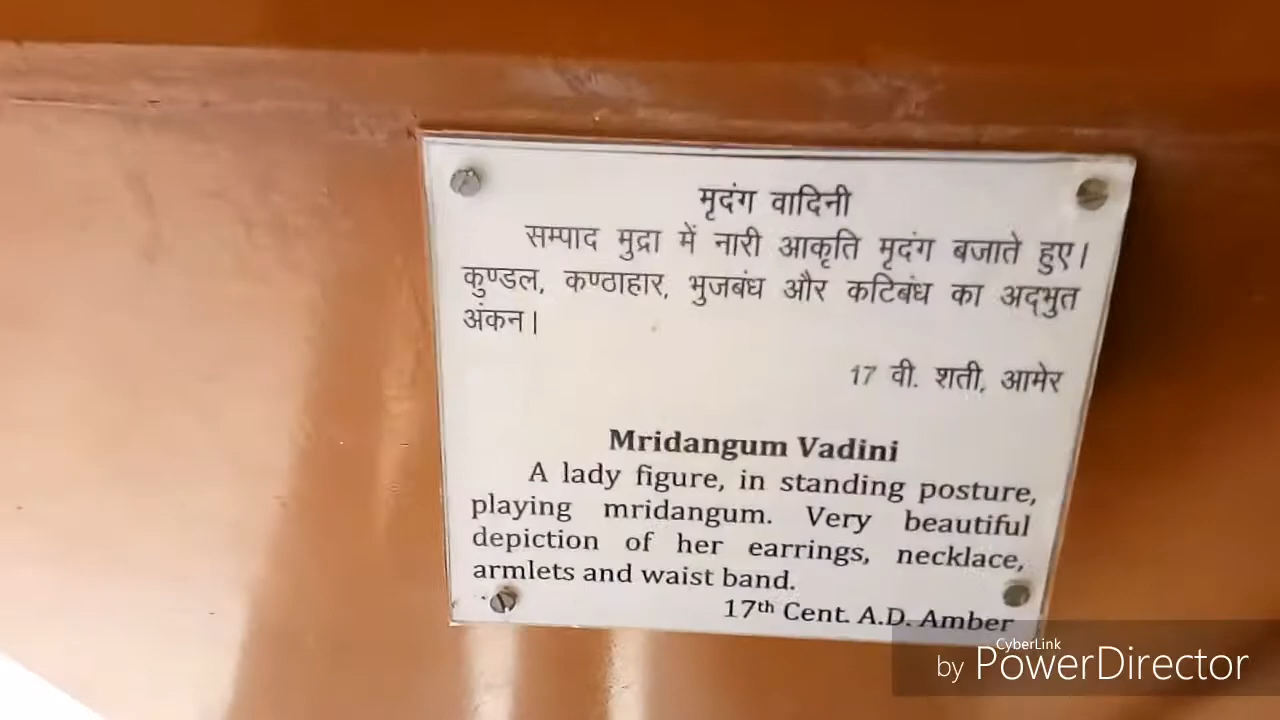 मृदंग वादिनी
सम्पाद मुद्रा में नारी आकृति मृदंग बजाते हुए।
कुण्डल, कण्ठाहार, भुजबंध और कटिबंध का अद्भुत
अंकन।
17 वी. शती, आमेर
Mridangum Vadini
A lady figure, in standing posture,
playing mridangum. Very beautiful
depiction of her earrings, necklace,
armlets and waist band.
17th Cent. A.D. Amber
CyberLink
by PowerDirector